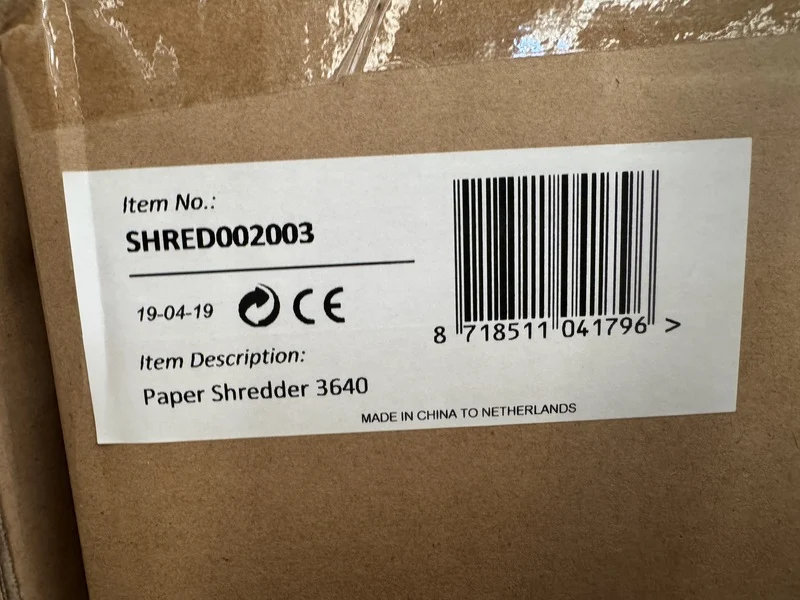 Item No.:
SHRED002003
19-04-19 CE
Item Description:
Paper Shredder 3640
8 718511 041796 >
MADE IN CHINA TO NETHERLANDS